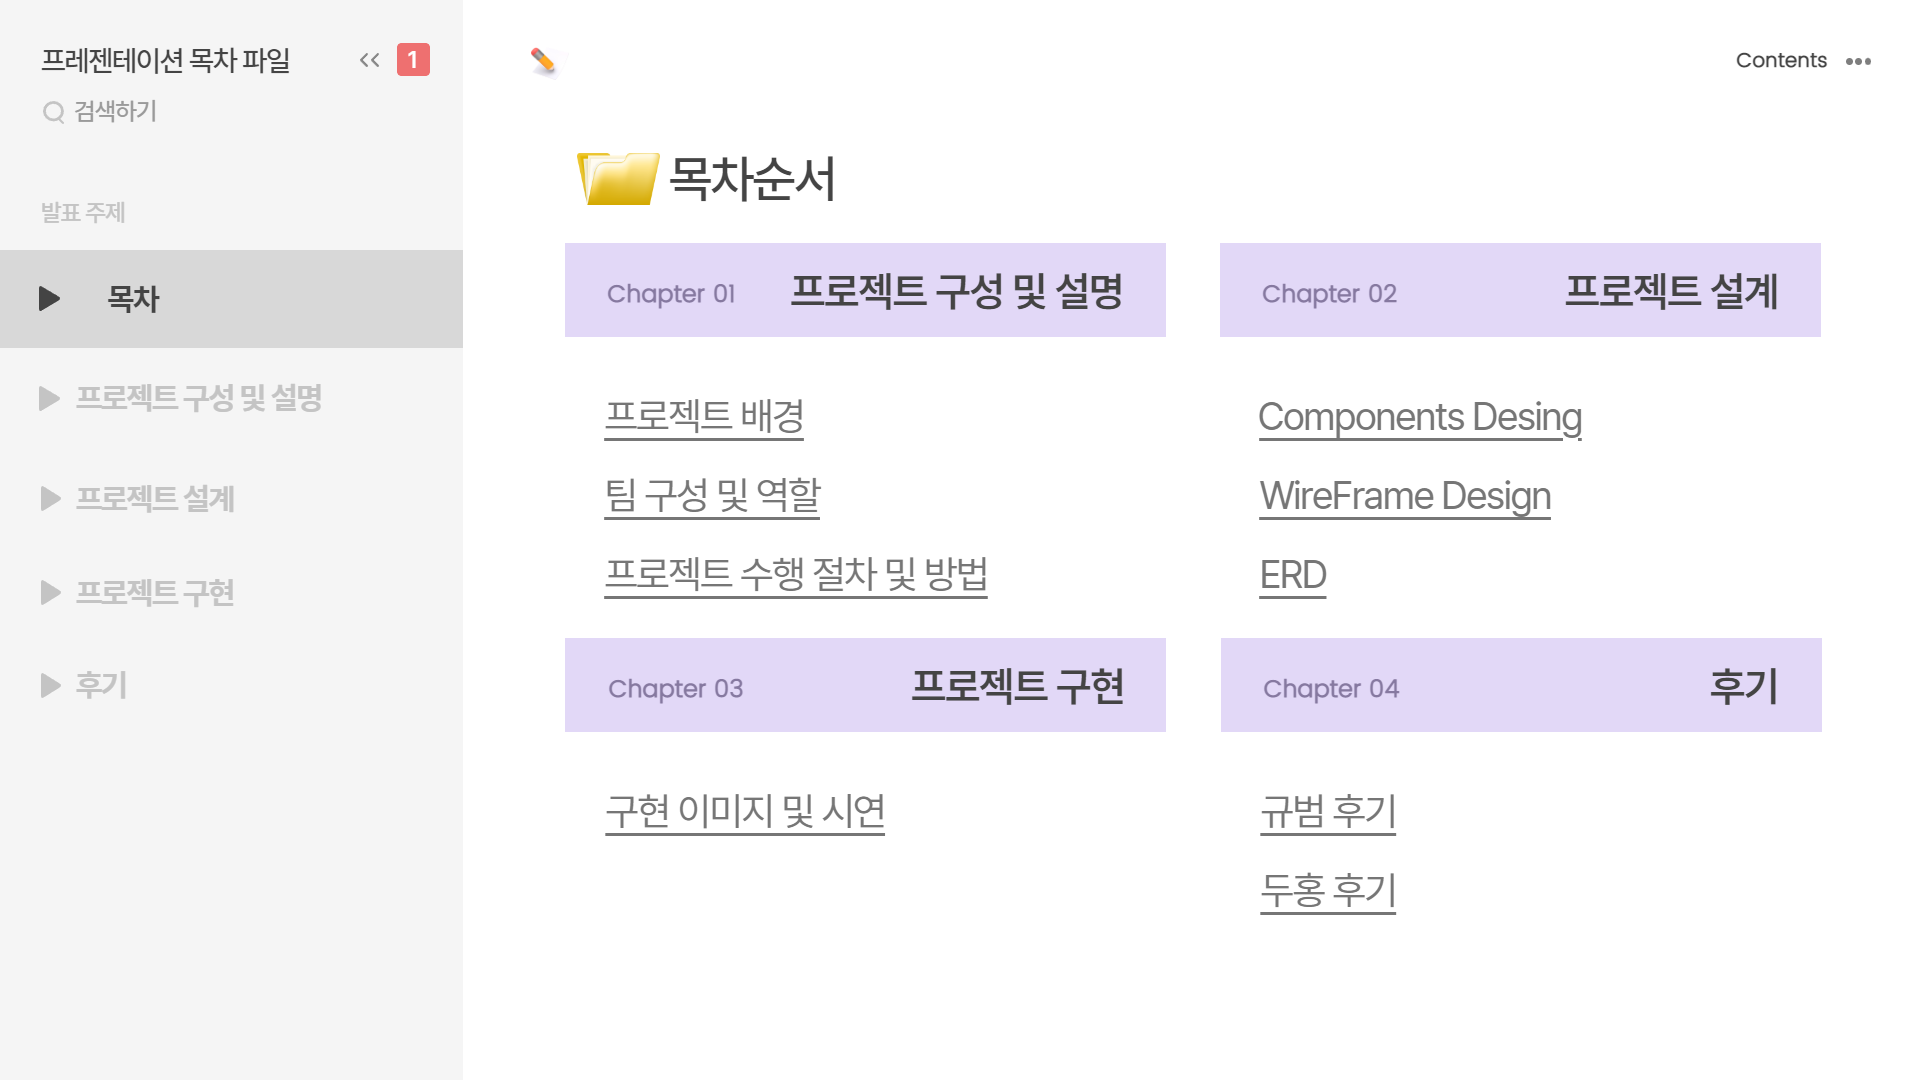 프레젠테이션 목차 파일
1
검색하기
발표 주제
목차
프로젝트 구성 및 설명
프로젝트 설계
프로젝트 구현
후기
Contents
목차순서
Chapter 01 프로젝트 구성 및 설명
프로젝트 배경
팀 구성 및 역할
프로젝트 수행 절차 및 방법
Chapter 02 프로젝트 설계
Components Desing
WireFrame Design
ERD
Chapter 03 프로젝트 구현
구현 이미지 및 시연
Chapter 04 후기
규범 후기
두홍 후기